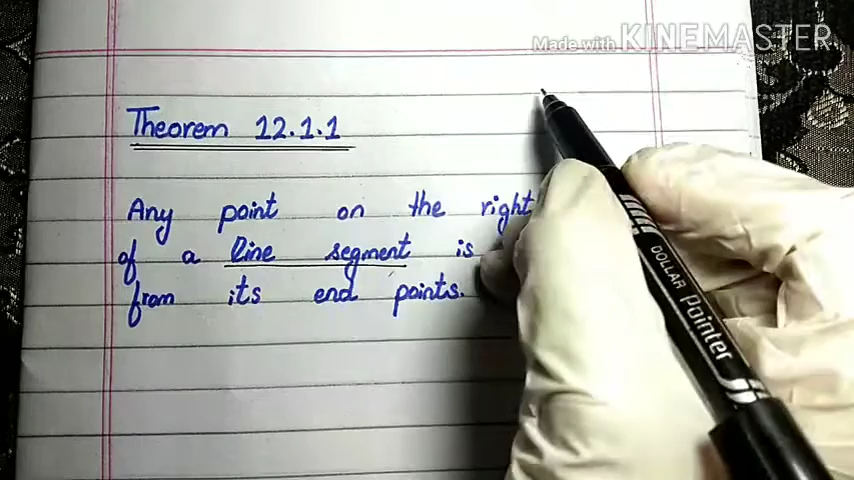 Made with KINEMASTER
Theorem 12.1.1
Any point on the right
of a line segment is
from its end points.
DOLLAR Pointer